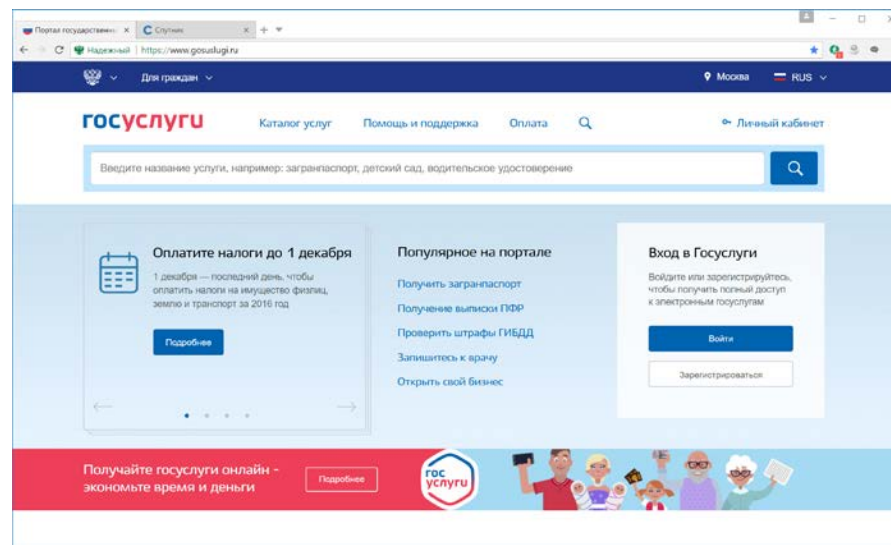 Портал государственн
Спутник
Надежный
https://www.gosuslugi.ru
Для граждан
Москва
RUS
госуслуги
Каталог услуг
Помощь и поддержка
Оплата
Личный кабинет
Введите название услуги, например: загранпаспорт, детский сад, водительское удостоверение
Оплатите налоги до 1 декабря
1 декабря — последний день, чтобы
оплатить налоги на имущество физлиц,
землю и транспорт за 2016 год
Подробнее
Популярное на портале
Получить загранпаспорт
Получение выписки ПФР
Проверить штрафы ГИБДД
Запишитесь к врачу
Открыть свой бизнес
Вход в Госуслуги
Войдите или зарегистрируйтесь,
чтобы получить полный доступ
к электронным госуслугам
Войти
Зарегистрироваться
Получайте госуслуги онлайн -
экономьте время и деньги
Подробнее
гос
услуги